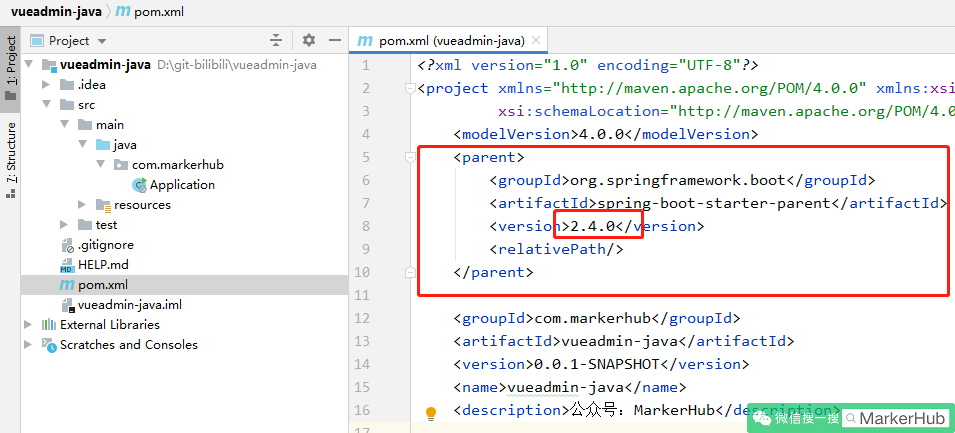 vueadmin-java pom.xml
1: Project
Z: Structure
Project
vueadmin-java D:\git-bilibili\vueadmin-java
.idea
src
main
java
com.markerhub
Application
resources
test
.gitignore
HELP.md
pom.xml
vueadmin-java.iml
External Libraries
Scratches and Consoles
pom.xml (vueadmin-java)
1 <?xml version="1.0" encoding="UTF-8"?>
2 <project xmlns="http://maven.apache.org/POM/4.0.0" xmlns:xsi
3 xsi:schemaLocation="http://maven.apache.org/POM/4.0
4 <modelVersion>4.0.0</modelVersion>
5 <parent>
6 <groupId>org.springframework.boot</groupId>
7 <artifactId>spring-boot-starter-parent</artifactId>
8 <version>2.4.0</version>
9 <relativePath/>
10 </parent>
11
12 <groupId>com.markerhub</groupId>
13 <artifactId>vueadmin-java</artifactId>
14 <version>0.0.1-SNAPSHOT</version>
15 <name>vueadmin-java</name>
16 <description>公众号：MarkerHub</description>
17
微信搜一搜 MarkerHub